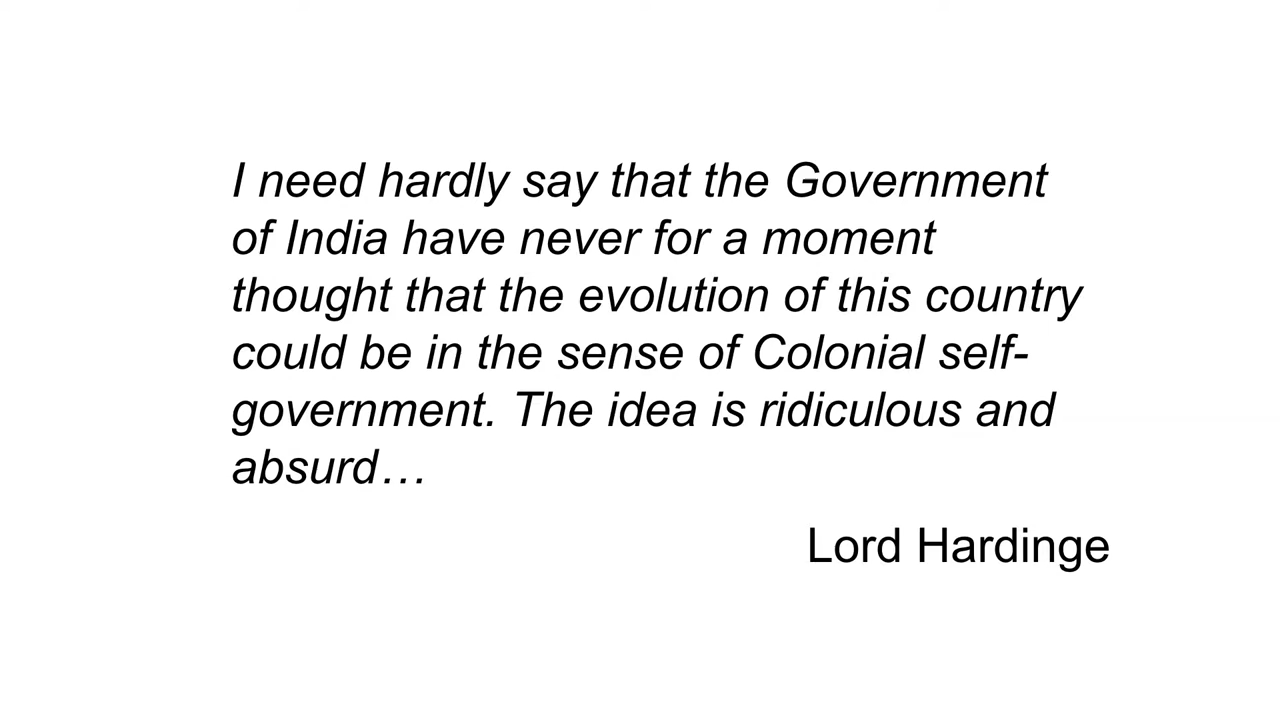 I need hardly say that the Government
of India have never for a moment
thought that the evolution of this country
could be in the sense of Colonial self-
government. The idea is ridiculous and
absurd…
Lord Hardinge